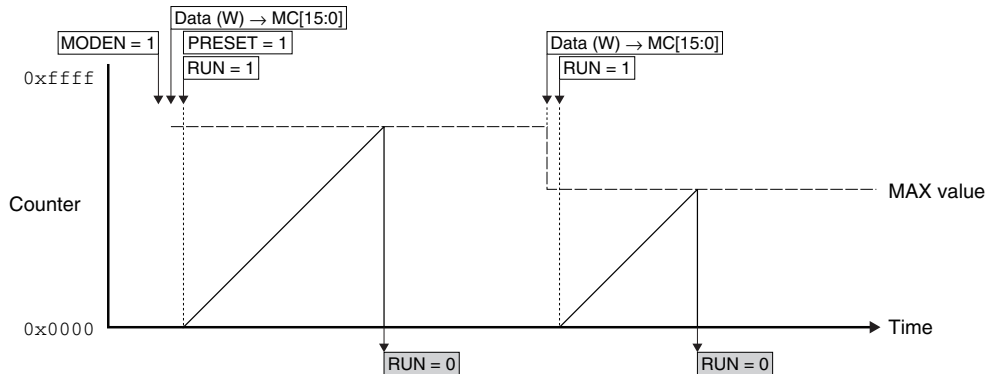 Data (W) → MC[15:0]
MODEN = 1
PRESET = 1
RUN = 1
Data (W) → MC[15:0]
RUN = 1
0xffff
Counter
MAX value
0x0000
Time
RUN = 0
RUN = 0